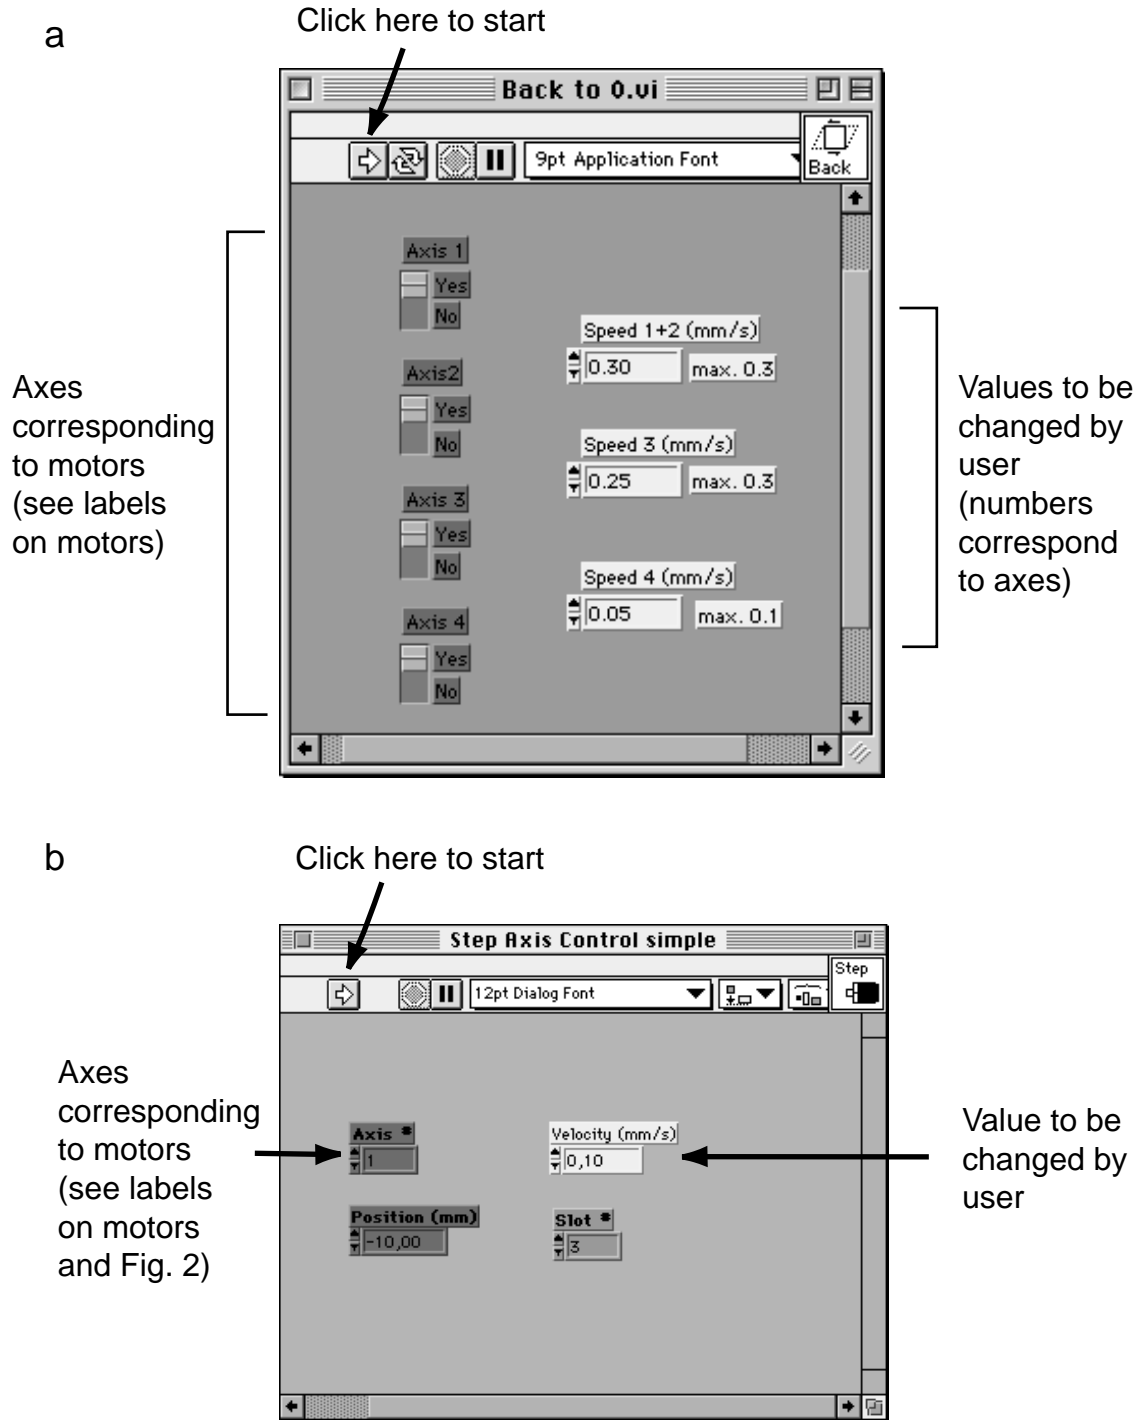 a
Click here to start
Back to 0.vi
9pt Application Font
Back
Axis 1
Yes
No
Axis2
Yes
No
Axis 3
Yes
No
Axis 4
Yes
No
Speed 1+2 (mm/s)
0.30 max. 0.3
Speed 3 (mm/s)
0.25 max. 0.3
Speed 4 (mm/s)
0.05 max. 0.1
Axes
corresponding
to motors
(see labels
on motors)
Values to be
changed by
user
(numbers
correspond
to axes)
b
Click here to start
Step Axis Control simple
12pt Dialog Font
Step
Axis #
1
Velocity (mm/s)
0,10
Position (mm)
-10,00
Slot #
3
Axes
corresponding
to motors
(see labels
on motors
and Fig. 2)
Value to be
changed by
user